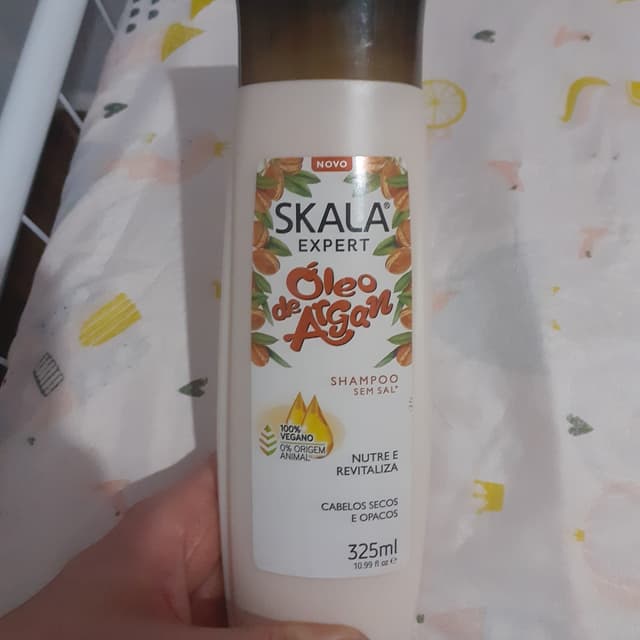 NOVO
SKALA®
EXPERT
Óleo
de Argan
SHAMPOO
SEM SAL*
100%
VEGANO
0% ORIGEM
ANIMAL
NUTRE E
REVITALIZA
CABELOS SECOS
E OPACOS
325ml
10.99 fl oz e